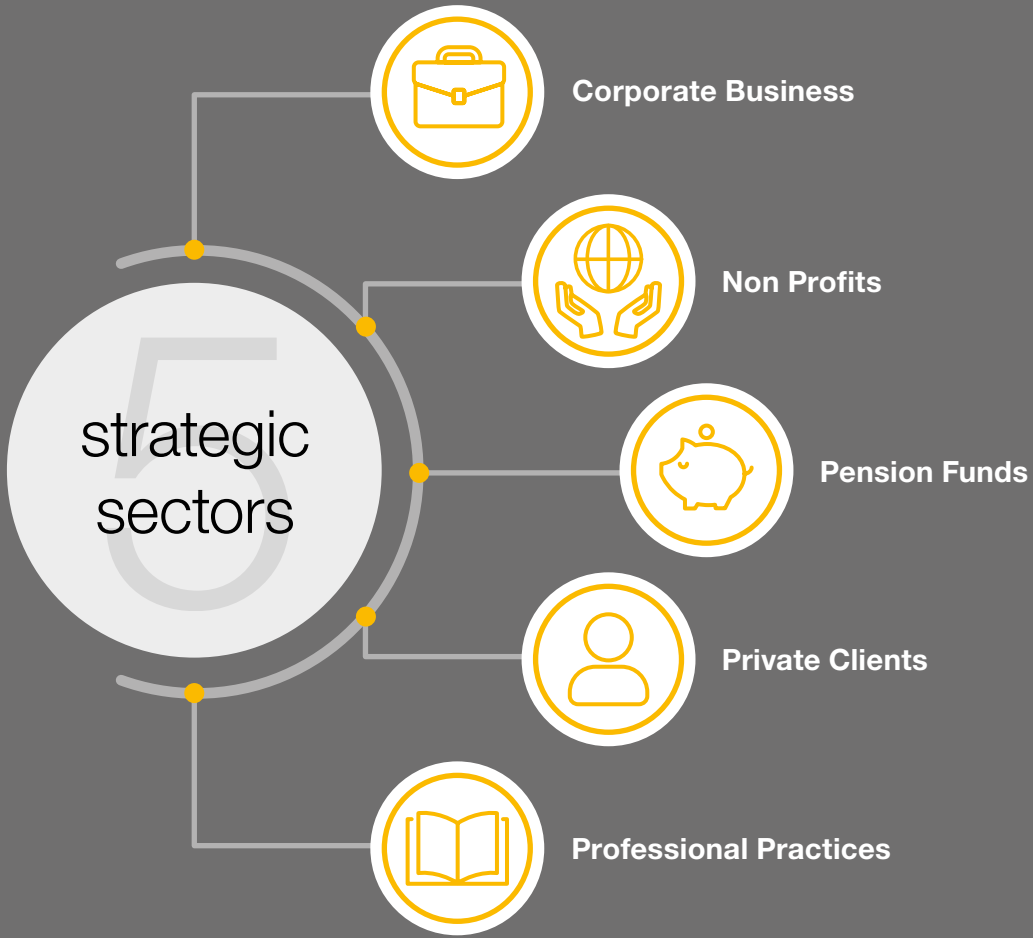 5
strategic
sectors
Corporate Business
Non Profits
Pension Funds
Private Clients
Professional Practices